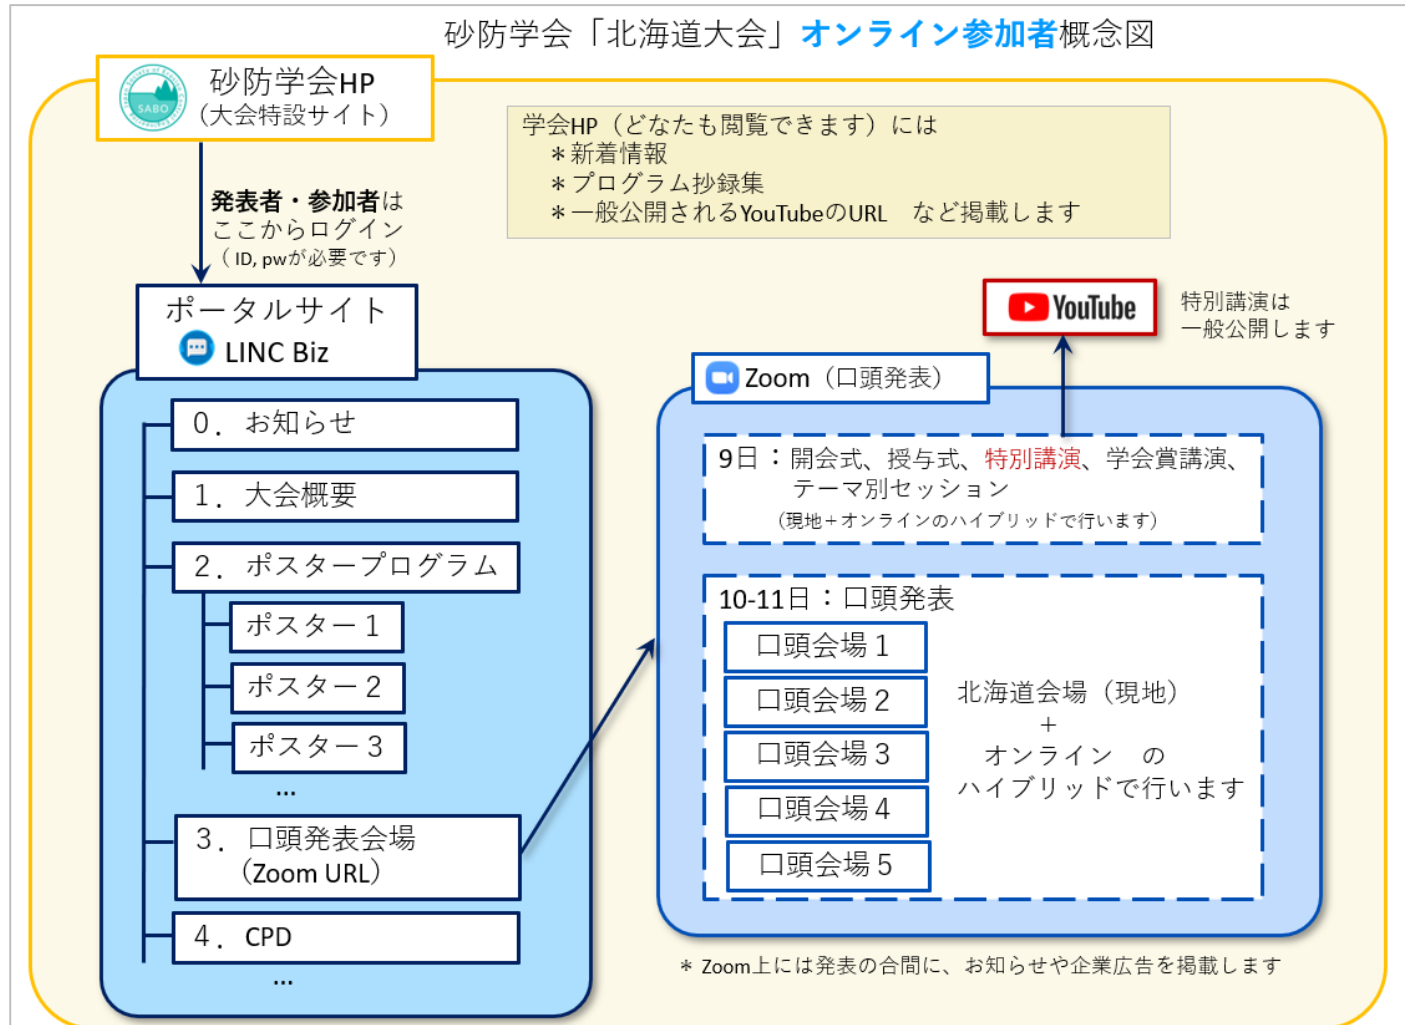 砂防学会「北海道大会」オンライン参加者概念図
SABO
砂防学会HP
（大会特設サイト）
学会HP（どなたも閲覧できます）には
＊新着情報
＊プログラム抄録集
＊一般公開されるYouTubeのURL　など掲載します
発表者・参加者は
ここからログイン
（ID, pwが必要です）
ポータルサイト
LINC Biz
0．お知らせ
1．大会概要
2．ポスタープログラム
ポスター1
ポスター2
ポスター3
…
3．口頭発表会場
（Zoom URL）
4．CPD
…
YouTube
特別講演は
一般公開します
Zoom（口頭発表）
9日：開会式、授与式、特別講演、学会賞講演、
テーマ別セッション
（現地＋オンラインのハイブリッドで行います）
10-11日：口頭発表
口頭会場1
口頭会場2
口頭会場3
口頭会場4
口頭会場5
北海道会場（現地）
＋
オンライン　の
ハイブリッドで行います
＊ Zoom上には発表の合間に、お知らせや企業広告を掲載します